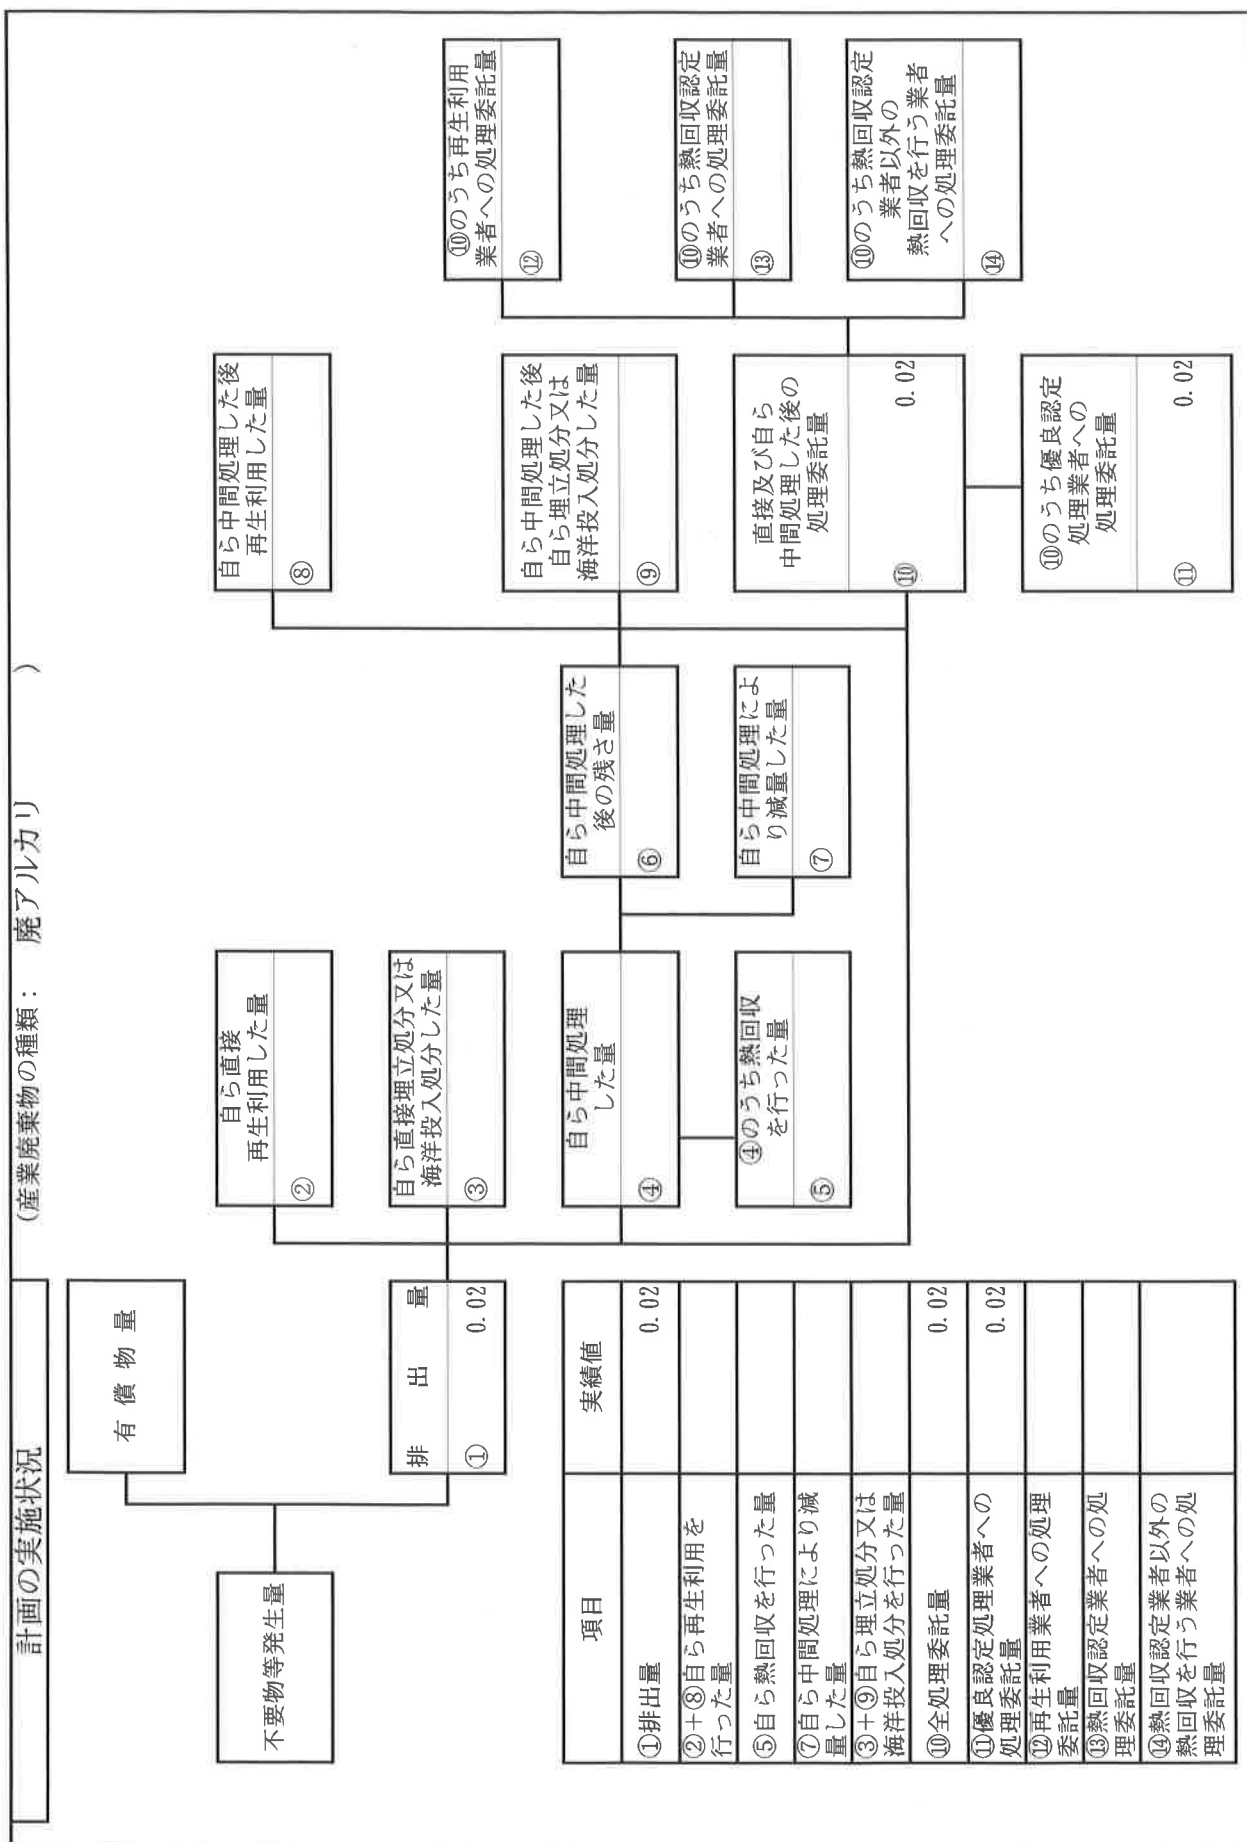 計画の実施状況
(産業廃棄物の種類： 廃アルカリ )
不要物等発生量
有償物量
排出量
① 0.02
自ら直接
再生利用した量
②
自ら直接埋立処分又は
海洋投入処分した量
③
自ら中間処理
した量
④
④のうち熱回収
を行った量
⑤
自ら中間処理した
後の残さ量
⑥
自ら中間処理によ
り減量した量
⑦
自ら中間処理した後
再生利用した量
⑧
自ら中間処理した後
自ら埋立処分又は
海洋投入処分した量
⑨
直接及び自ら
中間処理した後の
処理委託量
⑩ 0.02
⑩のうち優良認定
処理業者への
処理委託量
⑪ 0.02
⑩のうち再生利用
業者への処理委託量
⑫
⑩のうち熱回収認定
業者への処理委託量
⑬
⑩のうち熱回収認定
業者以外の
熱回収を行う業者
への処理委託量
⑭
項目 実績値
①排出量 0.02
②＋⑧自ら再生利用を
行った量
⑤自ら熱回収を行った量
⑦自ら中間処理により減
量した量
③＋⑨自ら埋立処分又は
海洋投入処分を行った量
⑩全処理委託量 0.02
⑪優良認定処理業者への
処理委託量 0.02
⑫再生利用業者への処理
委託量
⑬熱回収認定業者への処
理委託量
⑭熱回収認定業者以外の
熱回収を行う業者への処
理委託量